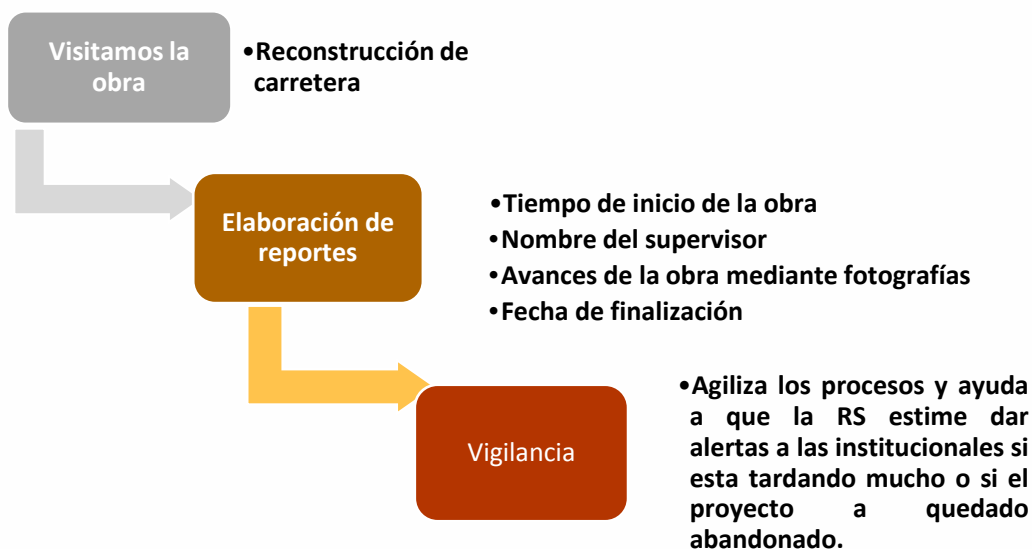 Visitamos la
obra
•Reconstrucción de
carretera
Elaboración de
reportes
•Tiempo de inicio de la obra
•Nombre del supervisor
•Avances de la obra mediante fotografías
•Fecha de finalización
Vigilancia
•Agiliza los procesos y ayuda
a que la RS estime dar
alertas a las institucionales si
esta tardando mucho o si el
proyecto a quedado
abandonado.